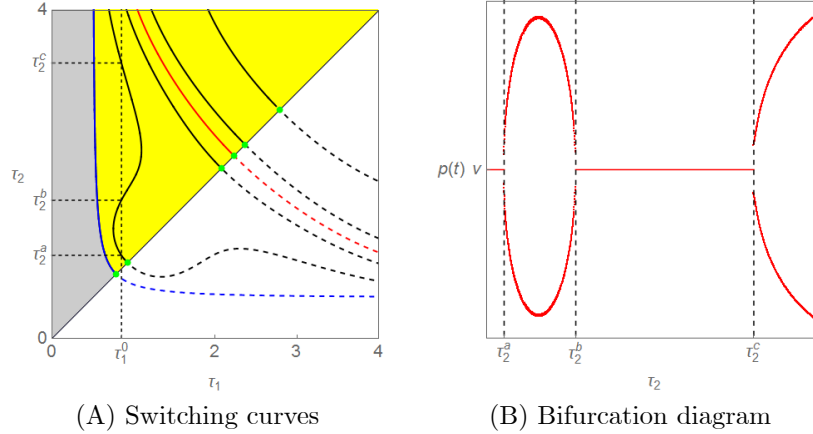 4
τ₂ᶜ
τ₂
τ₂ᵇ
τ₂ᵃ
0
0 τ₁⁰ 2 3 4
τ₁
(A) Switching curves
p(t) v
τ₂ᵃ τ₂ᵇ τ₂ᶜ
τ₂
(B) Bifurcation diagram